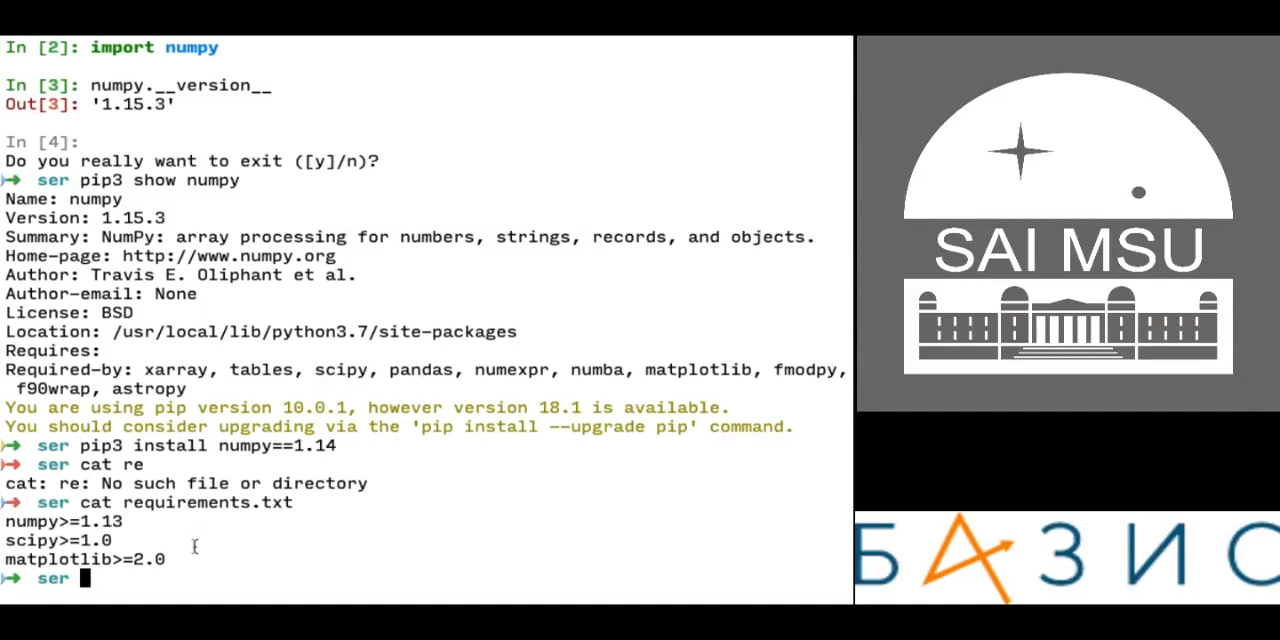 In [2]: import numpy
In [3]: numpy.__version__
Out[3]: '1.15.3'
In [4]:
Do you really want to exit ([y]/n)?
→ ser pip3 show numpy
Name: numpy
Version: 1.15.3
Summary: NumPy: array processing for numbers, strings, records, and objects.
Home-page: http://www.numpy.org
Author: Travis E. Oliphant et al.
Author-email: None
License: BSD
Location: /usr/local/lib/python3.7/site-packages
Requires:
Required-by: xarray, tables, scipy, pandas, numexpr, numba, matplotlib, fmodpy,
f90wrap, astropy
You are using pip version 10.0.1, however version 18.1 is available.
You should consider upgrading via the 'pip install --upgrade pip' command.
→ ser pip3 install numpy==1.14
→ ser cat re
cat: re: No such file or directory
→ ser cat requirements.txt
numpy>=1.13
scipy>=1.0
matplotlib>=2.0
→ ser
SAI MSU
БАЗИС